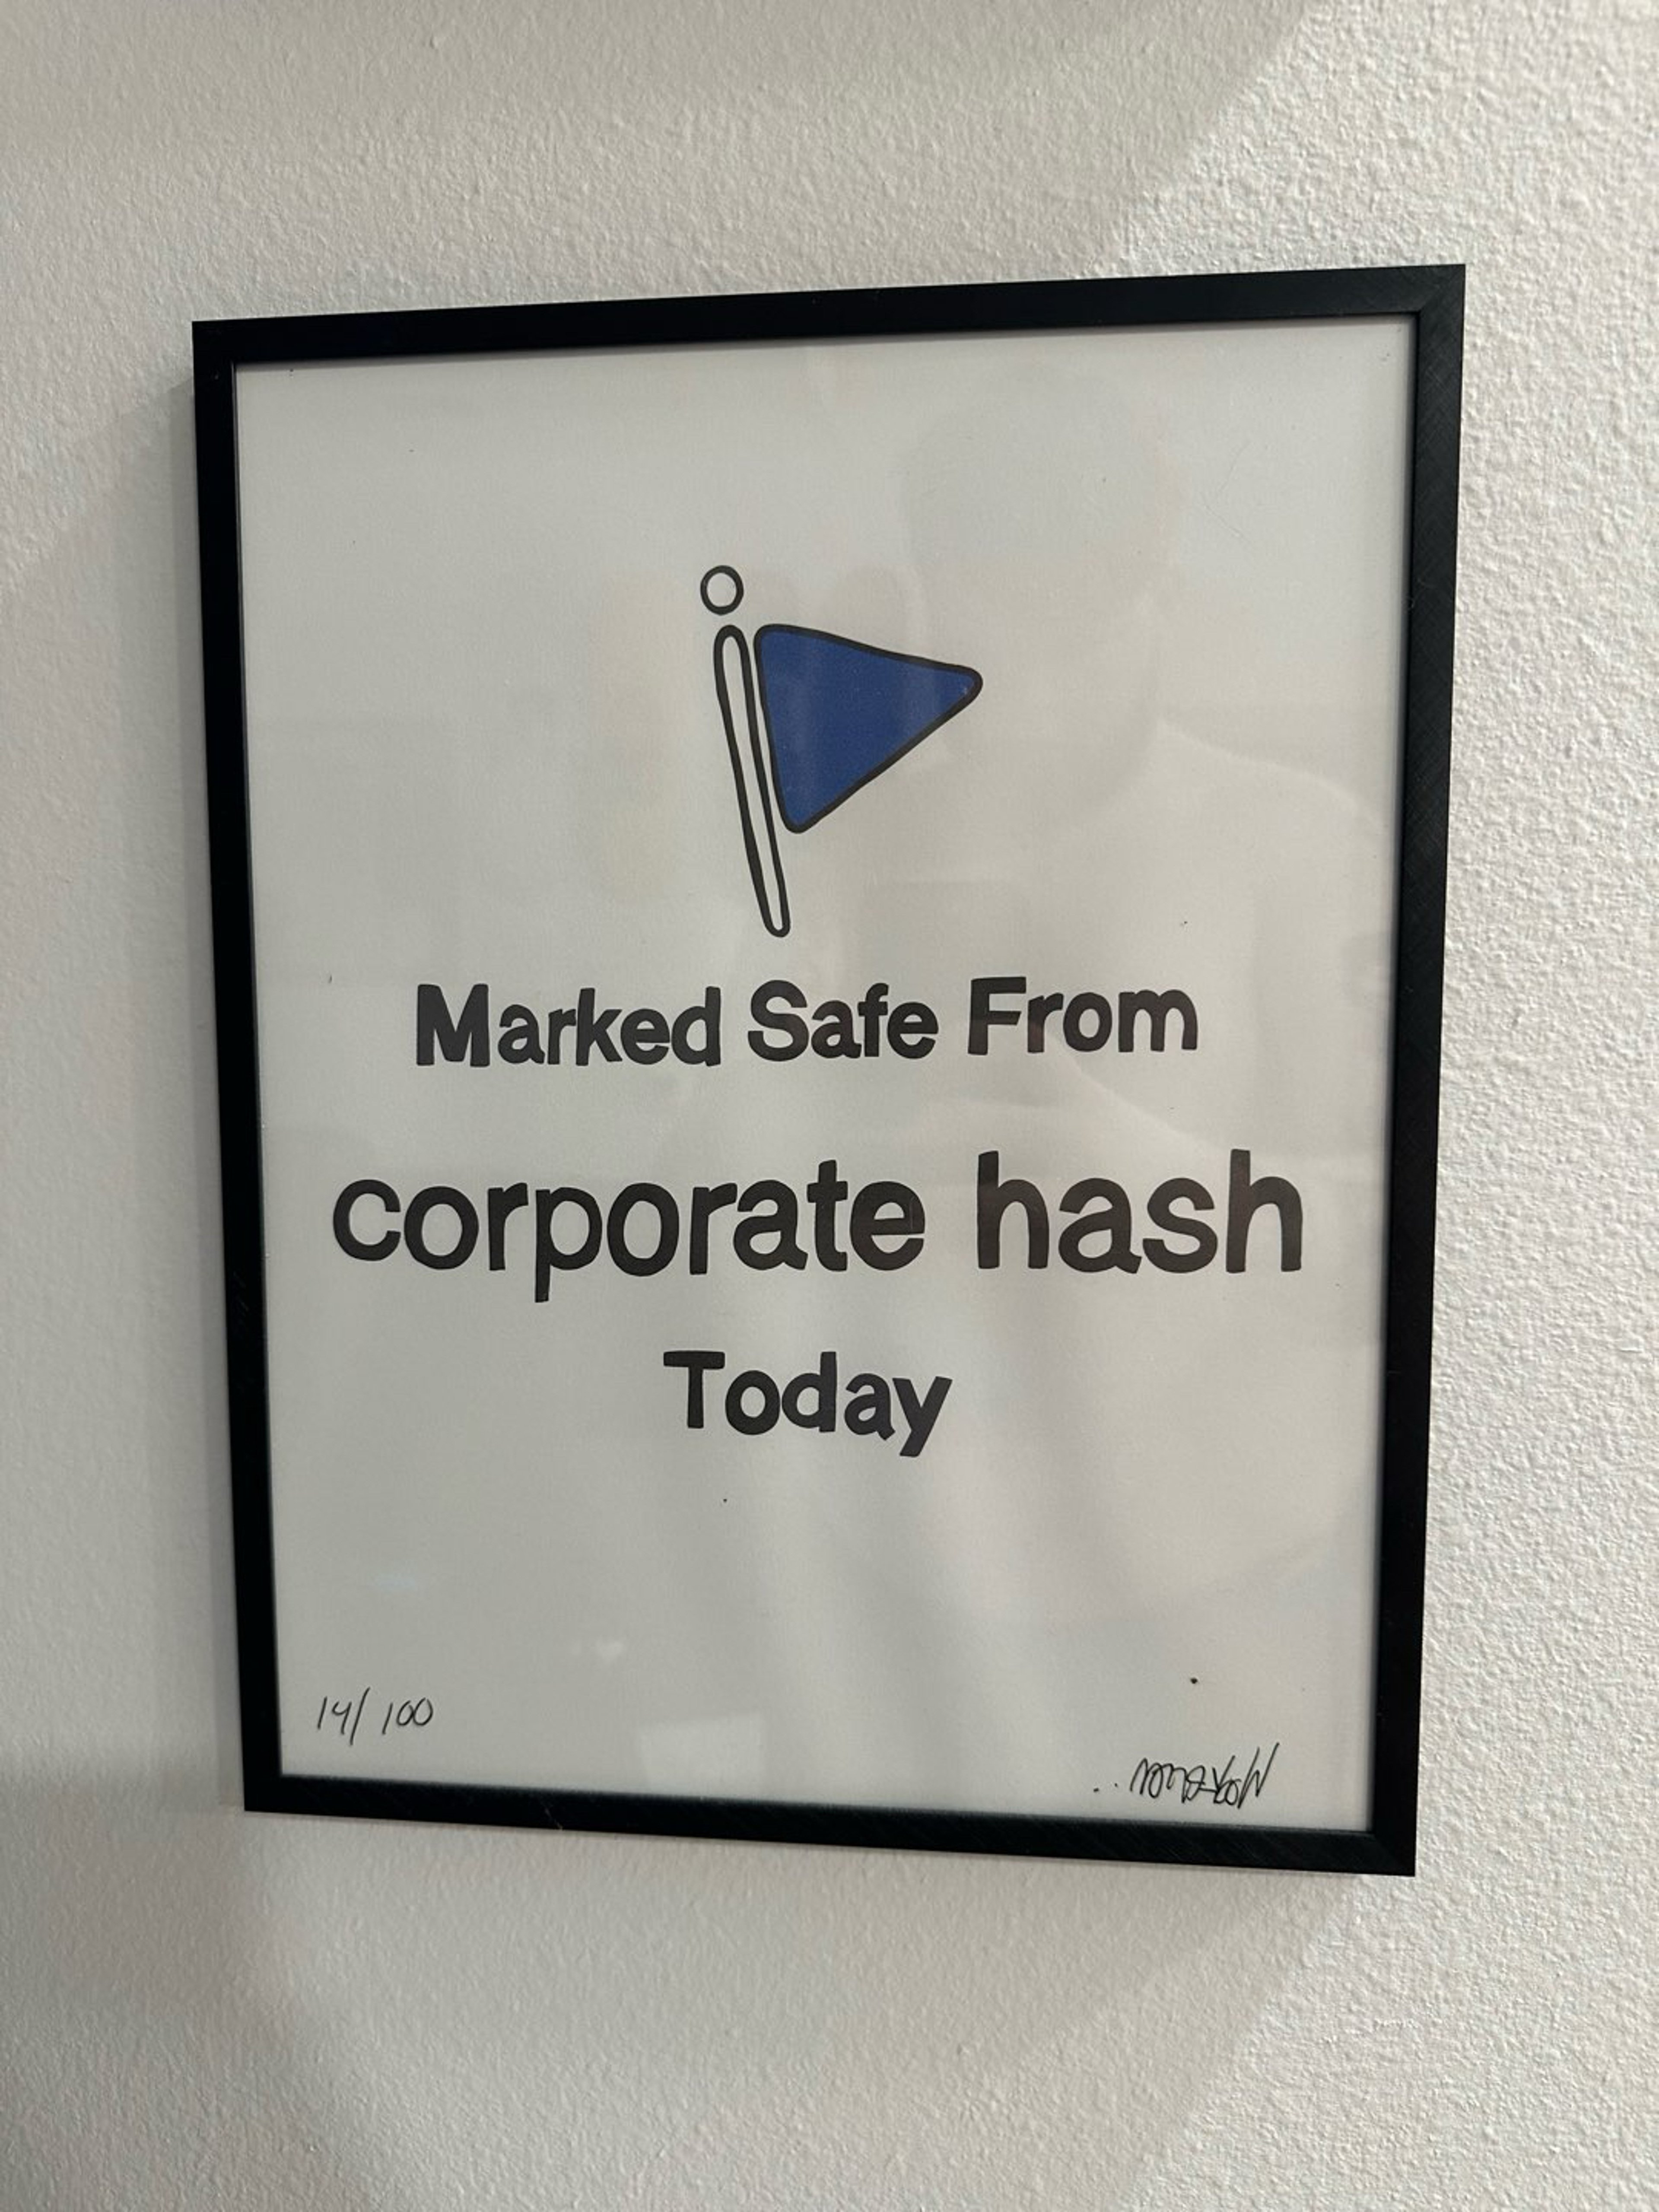 Marked Safe From
corporate hash
Today
14/100